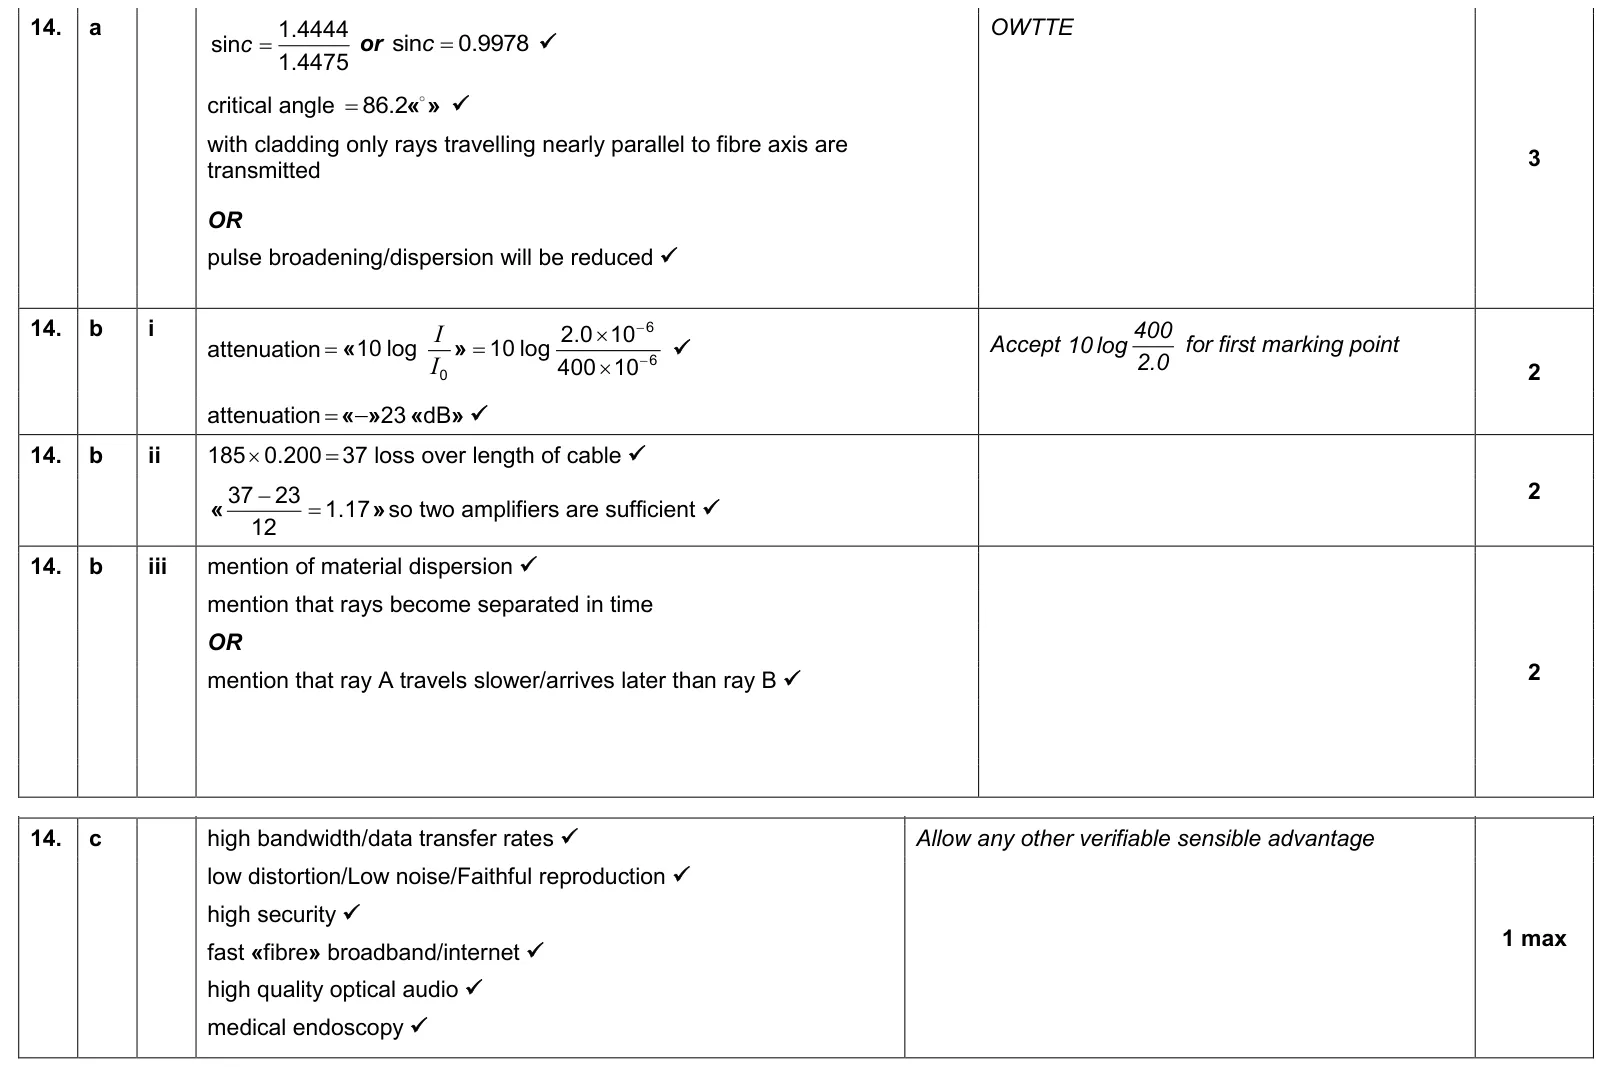 14. a sinc = 1.4444/1.4475 or sinc = 0.9978 ✓ OWTTE
critical angle = 86.2«°» ✓
with cladding only rays travelling nearly parallel to fibre axis are
transmitted
3
OR
pulse broadening/dispersion will be reduced ✓
14. b i attenuation = «10 log I/I₀» = 10 log 2.0×10⁻⁶/400×10⁻⁶ ✓ Accept 10 log 400/2.0 for first marking point
2
attenuation = «−»23 «dB» ✓
14. b ii 185 × 0.200 = 37 loss over length of cable ✓
2
«37 − 23/12 = 1.17» so two amplifiers are sufficient ✓
14. b iii mention of material dispersion ✓
mention that rays become separated in time
OR
mention that ray A travels slower/arrives later than ray B ✓
2
14. c high bandwidth/data transfer rates ✓ Allow any other verifiable sensible advantage
low distortion/Low noise/Faithful reproduction ✓
high security ✓
1 max
fast «fibre» broadband/internet ✓
high quality optical audio ✓
medical endoscopy ✓